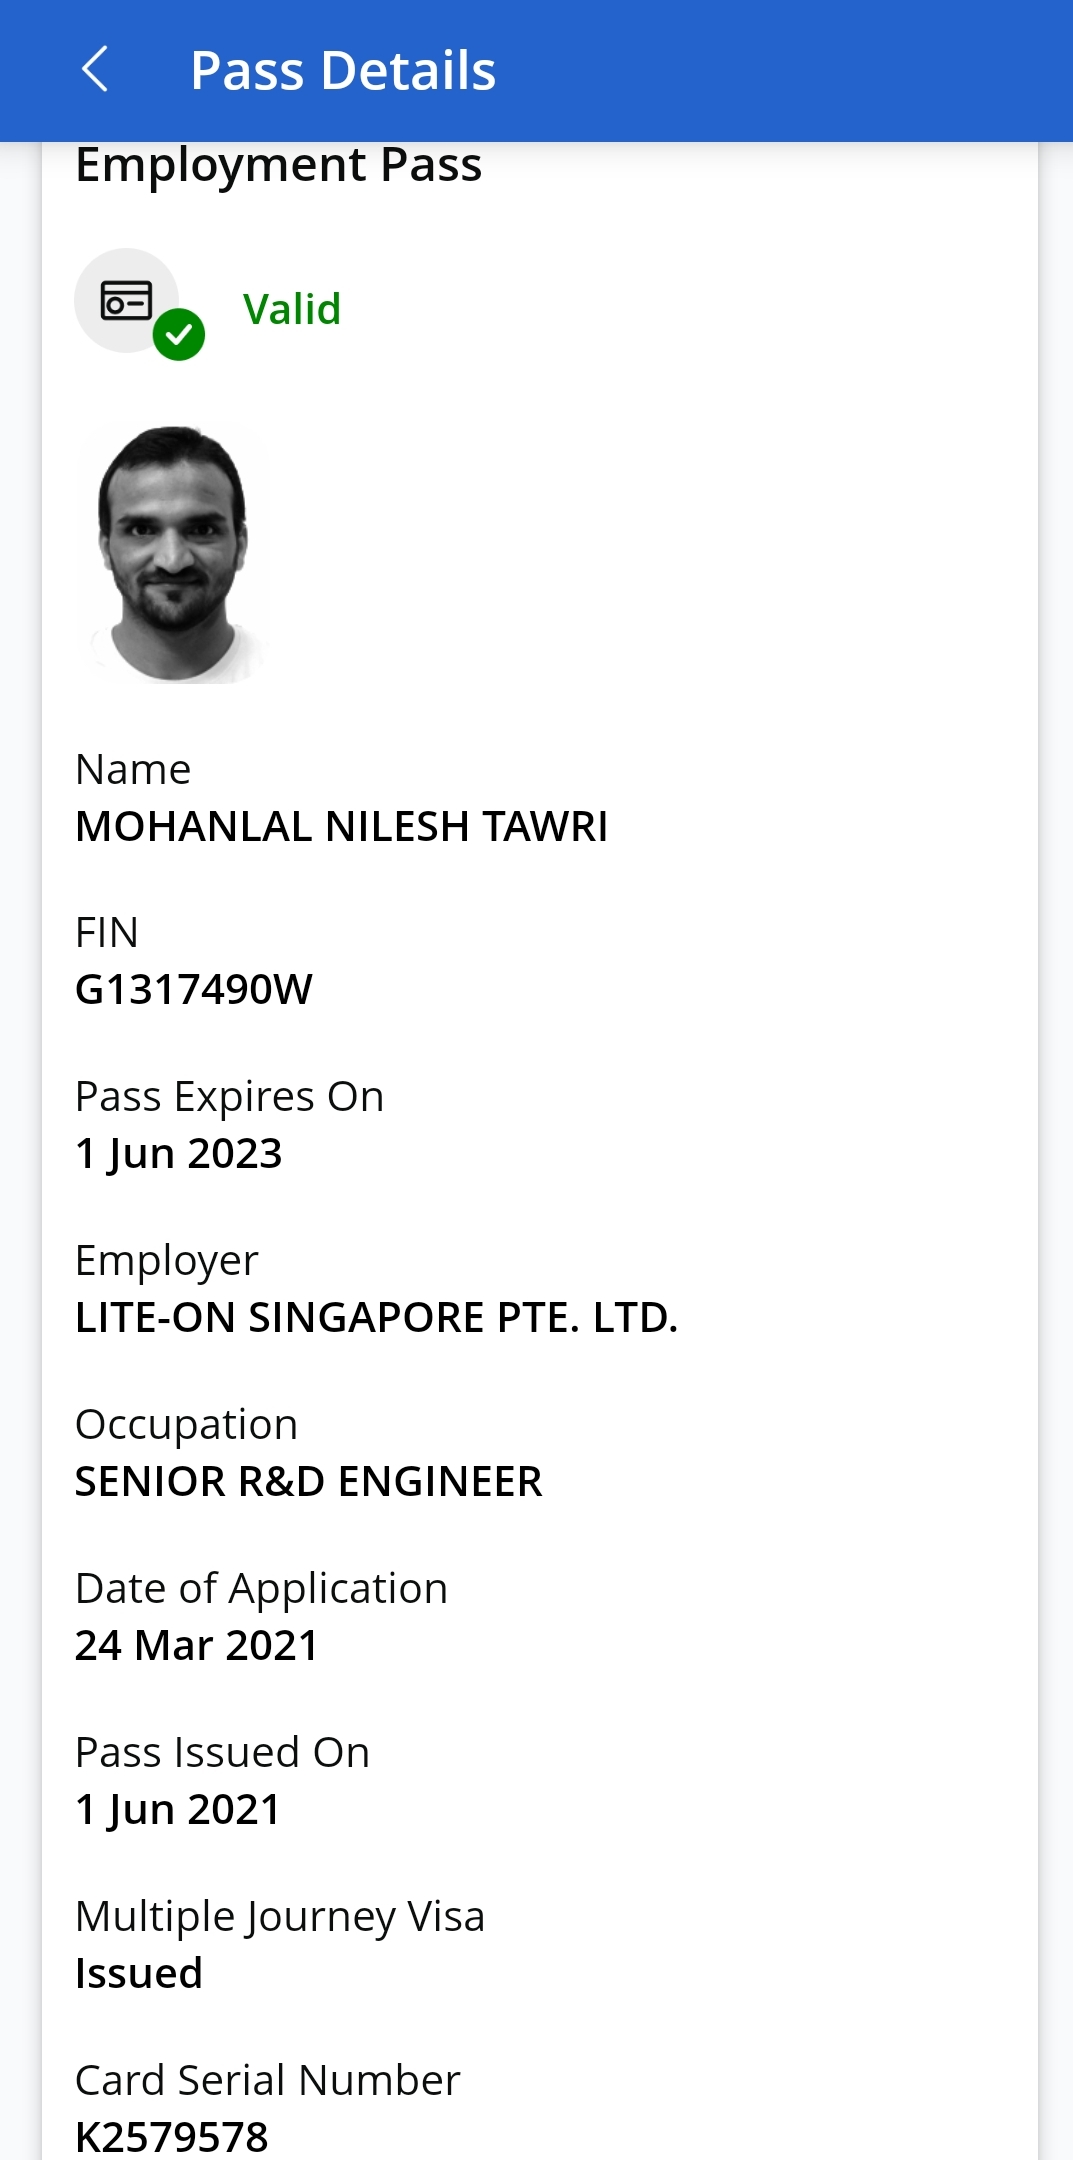 Pass Details
Employment Pass
Valid
Name
MOHANLAL NILESH TAWRI
FIN
G1317490W
Pass Expires On
1 Jun 2023
Employer
LITE-ON SINGAPORE PTE. LTD.
Occupation
SENIOR R&D ENGINEER
Date of Application
24 Mar 2021
Pass Issued On
1 Jun 2021
Multiple Journey Visa
Issued
Card Serial Number
K2579578